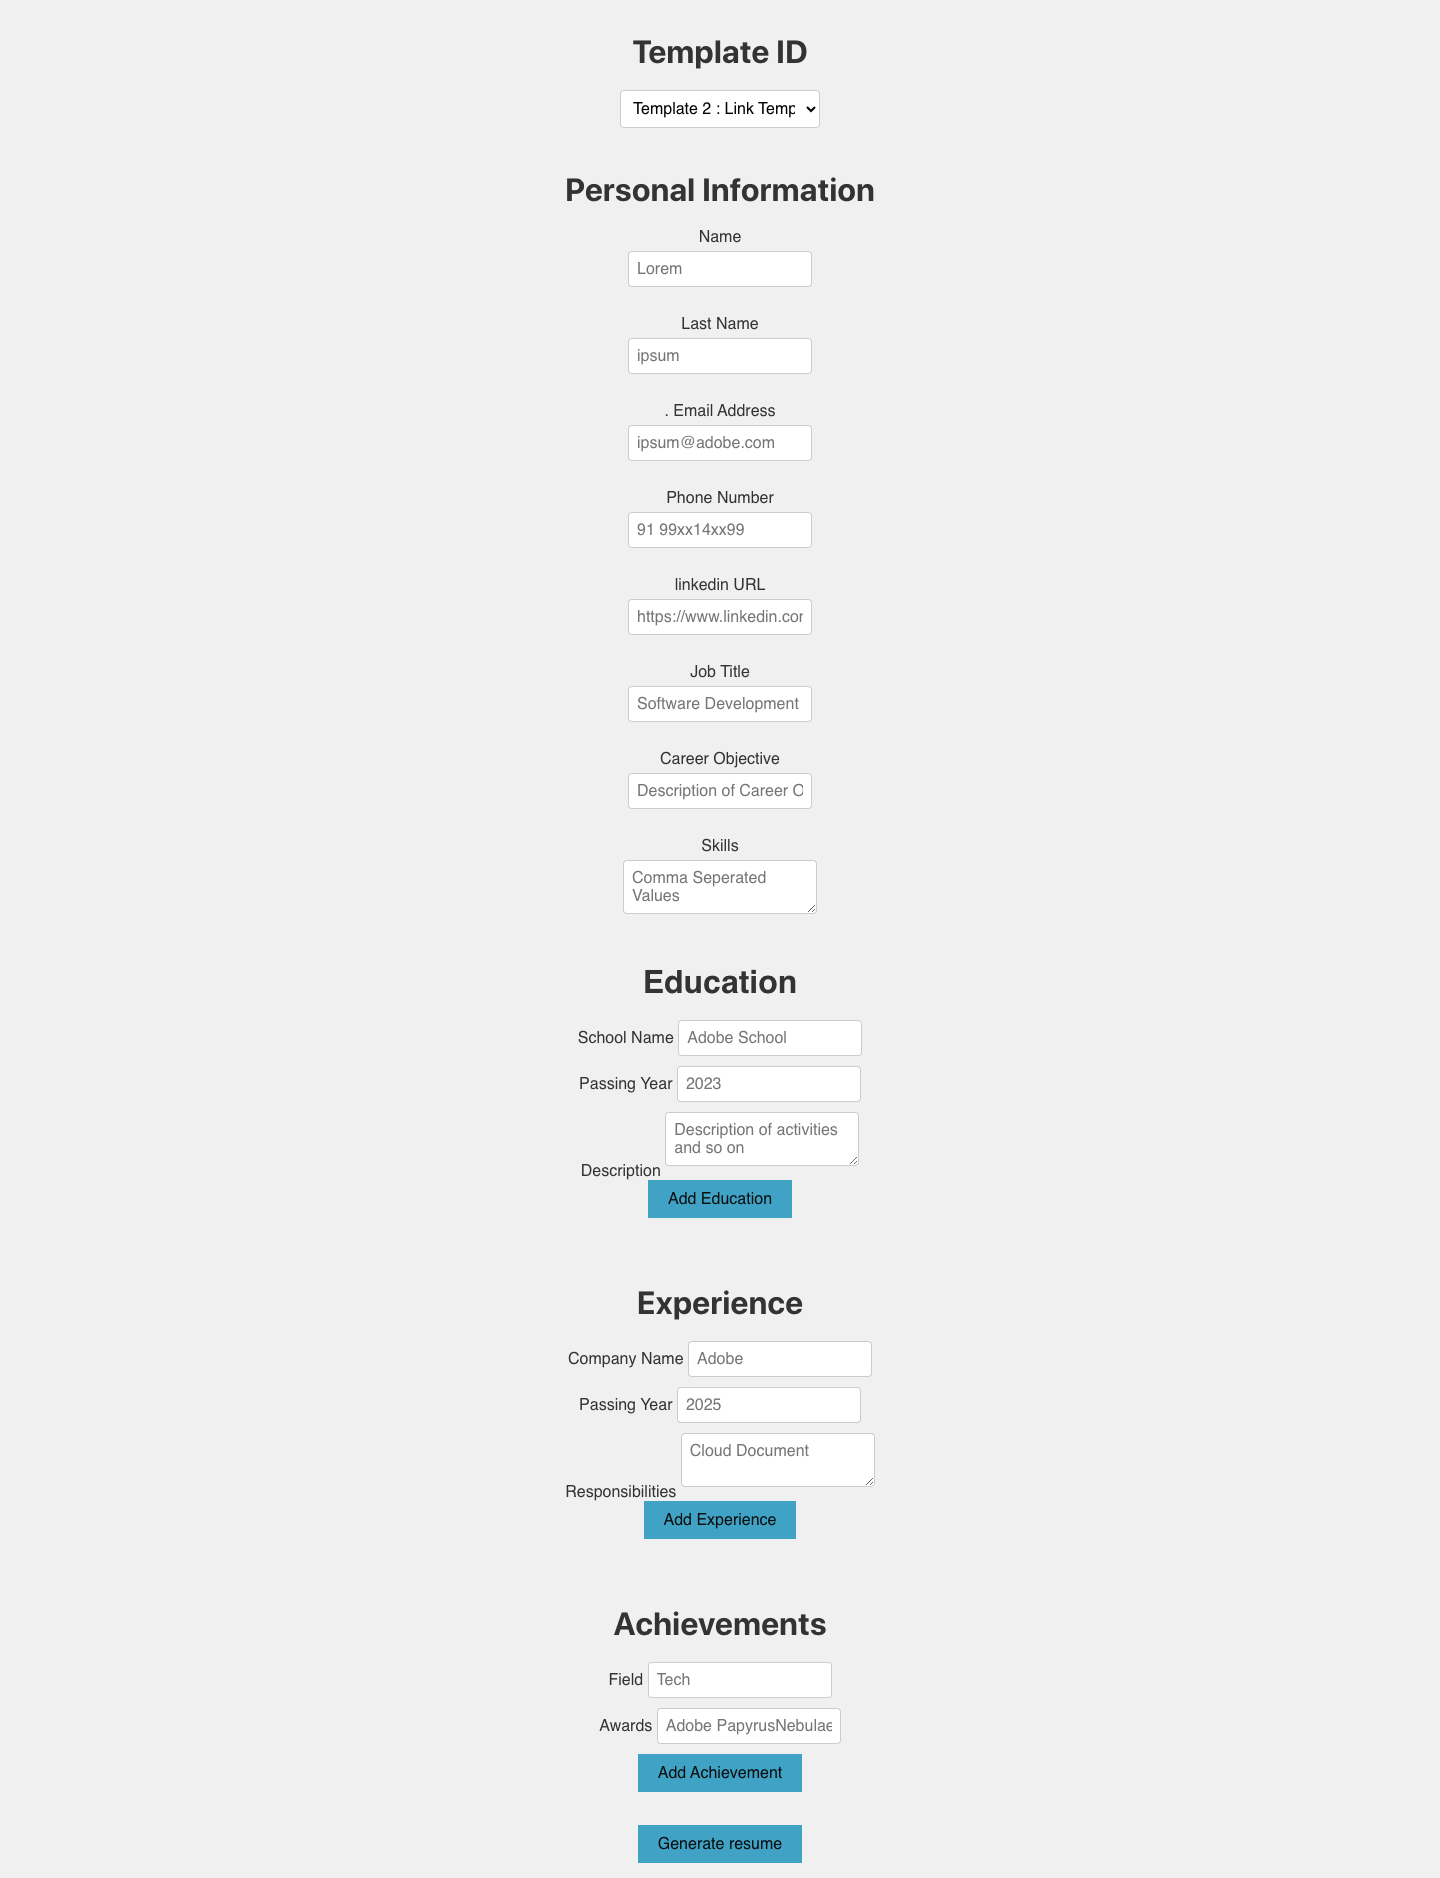 Template ID
Template 2 : Link Temp
Personal Information
Name
Lorem
Last Name
ipsum
. Email Address
ipsum@adobe.com
Phone Number
91 99xx14xx99
linkedin URL
https://www.linkedin.com
Job Title
Software Development
Career Objective
Description of Career O
Skills
Comma Seperated
Values
Education
School Name Adobe School
Passing Year 2023
Description of activities
and so on
Description
Add Education
Experience
Company Name Adobe
Passing Year 2025
Cloud Document
Responsibilities
Add Experience
Achievements
Field Tech
Awards Adobe PapyrusNebulae
Add Achievement
Generate resume